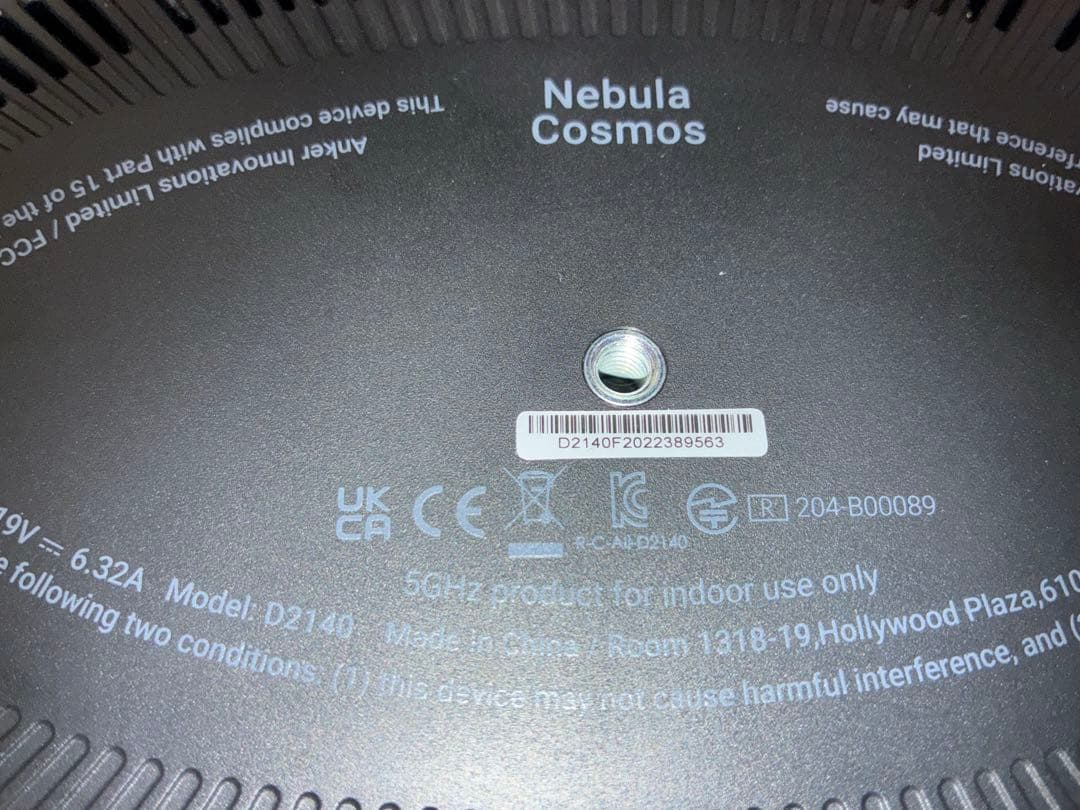 Nebula
Cosmos
This device complies with Part 15 of the
Anker Innovations Limited / FCC
rference that may cause
vations Limited
D2140F2022389563
UK
CA
CE
R 204-B00089
R-C-AII-D2140
5GHz product for indoor use only
19V ⎓ 6.32A Model: D2140 Made in China / Room 1318-19,Hollywood Plaza,610
e following two conditions: (1) this device may not cause harmful interference, and (